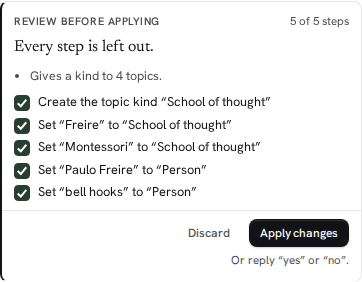 REVIEW BEFORE APPLYING 5 of 5 steps
Every step is left out.
• Gives a kind to 4 topics.
Create the topic kind “School of thought”
Set “Freire” to “School of thought”
Set “Montessori” to “School of thought”
Set “Paulo Freire” to “Person”
Set “bell hooks” to “Person”
Discard Apply changes
Or reply “yes” or “no”.